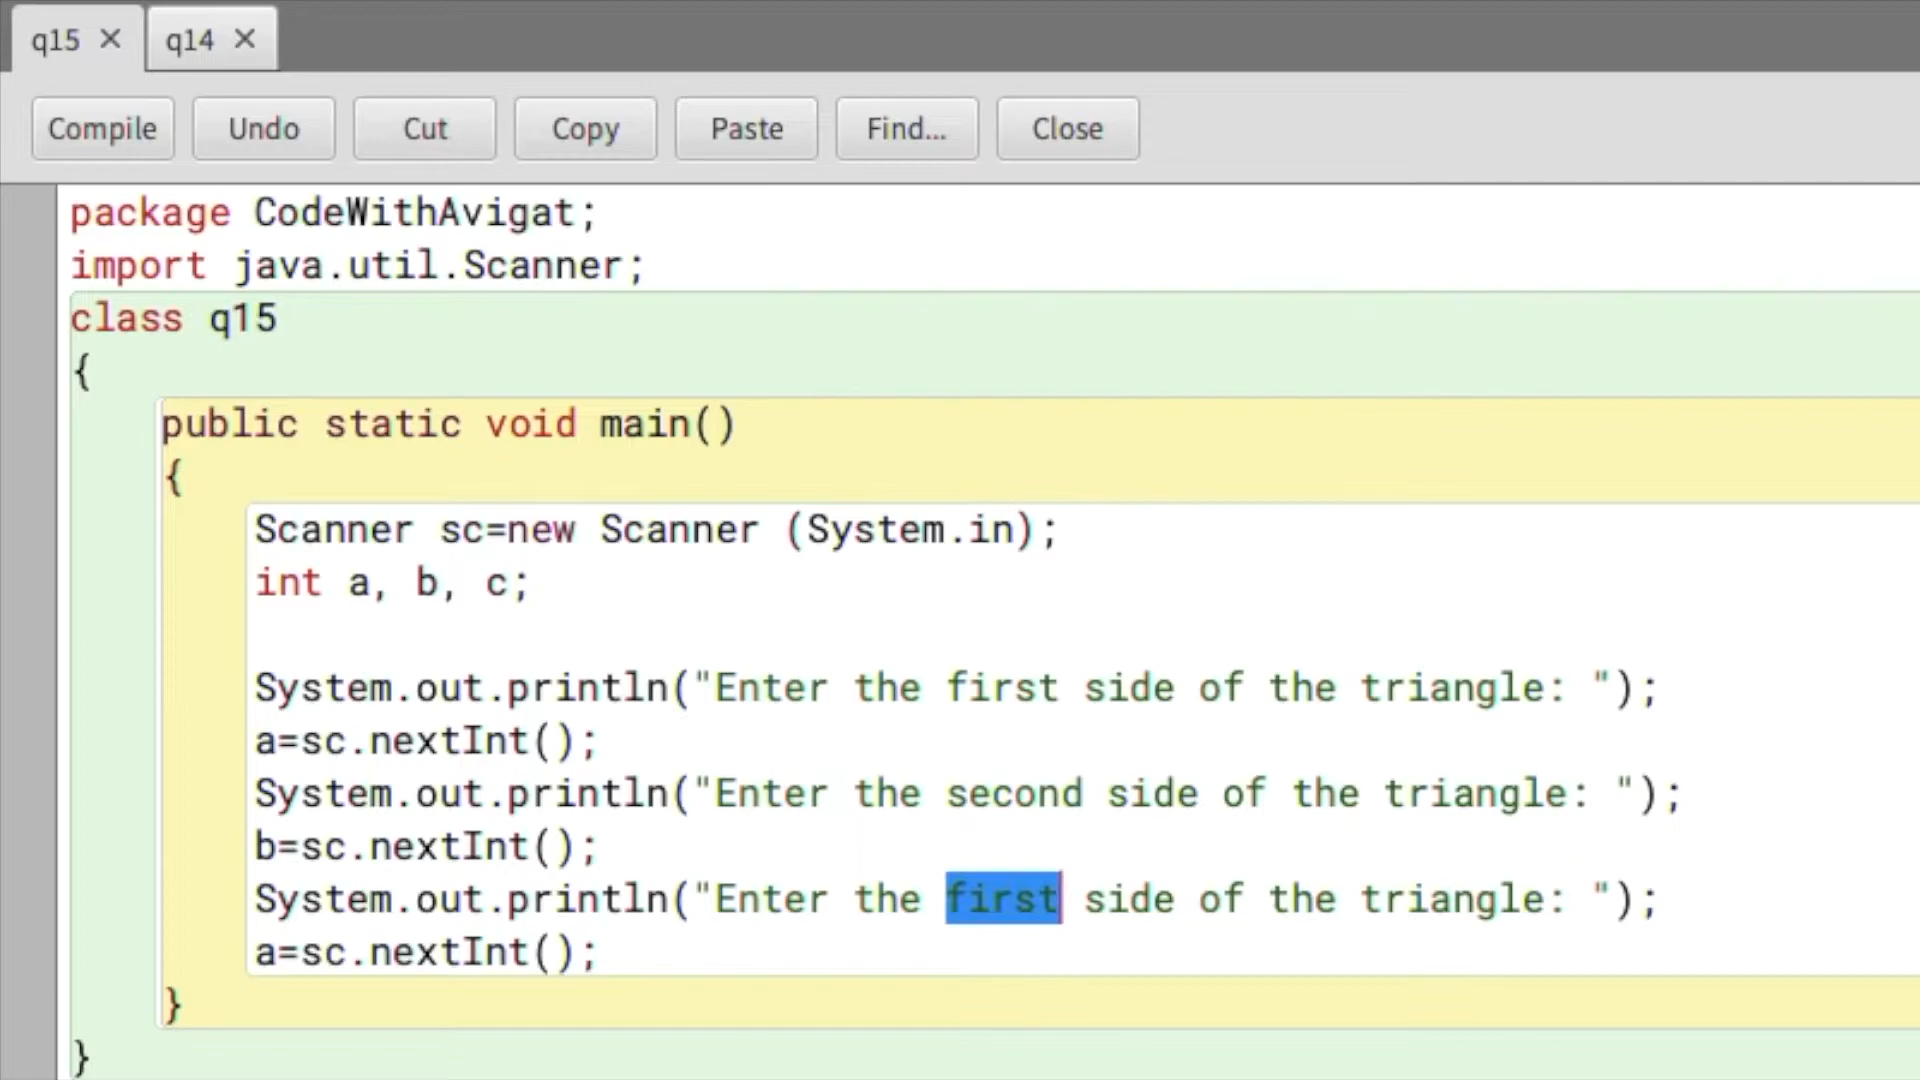 q15 × q14 ×
Compile Undo Cut Copy Paste Find... Close
package CodeWithAvigat;
import java.util.Scanner;
class q15
{
public static void main()
{
Scanner sc=new Scanner (System.in);
int a, b, c;
System.out.println("Enter the first side of the triangle: ");
a=sc.nextInt();
System.out.println("Enter the second side of the triangle: ");
b=sc.nextInt();
System.out.println("Enter the first side of the triangle: ");
a=sc.nextInt();
}
}